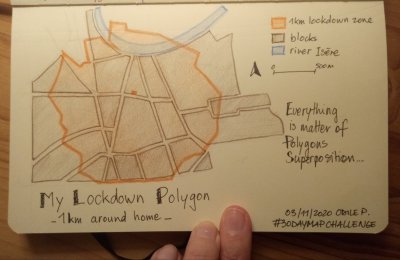 1km lockdown zone
blocks
river Isère
0 500m
Everything
is matter of
Polygons
Superposition...
My Lockdown Polygon
- 1km around home -
03/11/2020
#30DAYMAPCHALLENGE